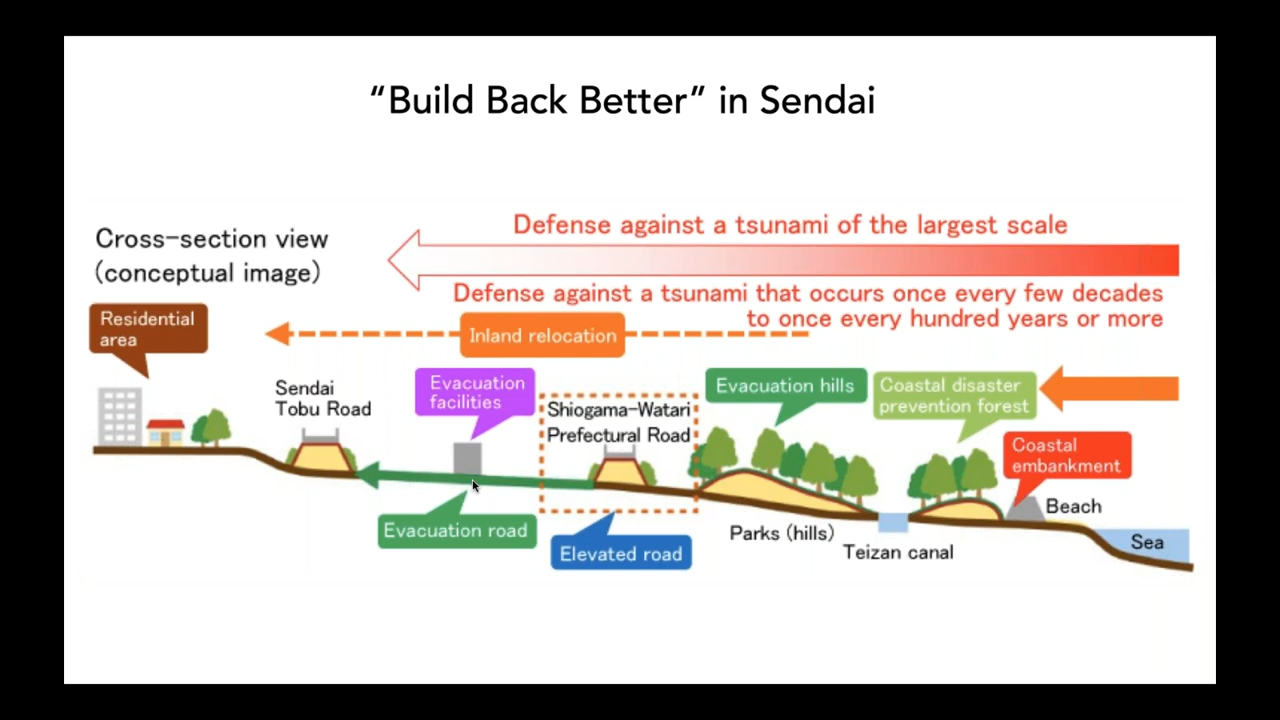 “Build Back Better” in Sendai
Cross-section view
(conceptual image)
Defense against a tsunami of the largest scale
Defense against a tsunami that occurs once every few decades
to once every hundred years or more
Residential
area
Inland relocation
Sendai
Tobu Road
Evacuation
facilities
Shiogama-Watari
Prefectural Road
Evacuation hills
Coastal disaster
prevention forest
Coastal
embankment
Beach
Evacuation road
Elevated road
Parks (hills)
Teizan canal
Sea